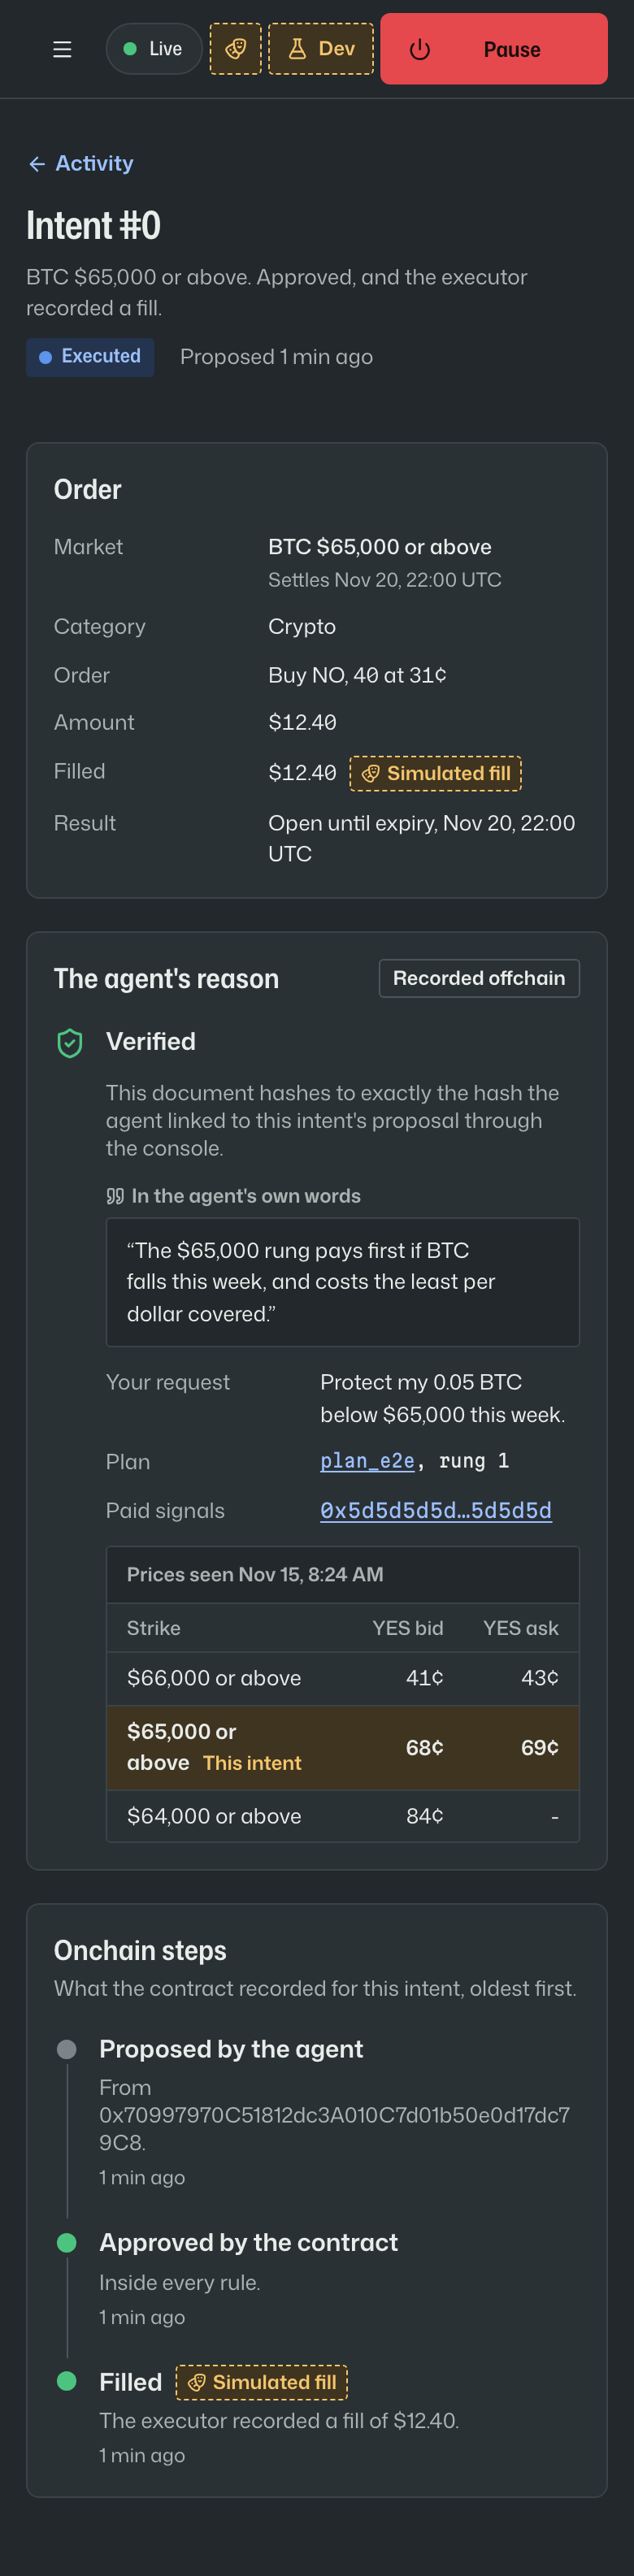 Live
Dev
Pause
Activity
Intent #0
BTC $65,000 or above. Approved, and the executor
recorded a fill.
Executed
Proposed 1 min ago
Order
Market
BTC $65,000 or above
Settles Nov 20, 22:00 UTC
Category
Crypto
Order
Buy NO, 40 at 31¢
Amount
$12.40
Filled
$12.40
Simulated fill
Result
Open until expiry, Nov 20, 22:00
UTC
The agent's reason
Recorded offchain
Verified
This document hashes to exactly the hash the
agent linked to this intent's proposal through
the console.
In the agent's own words
“The $65,000 rung pays first if BTC
falls this week, and costs the least per
dollar covered.”
Your request
Protect my 0.05 BTC
below $65,000 this week.
Plan
plan_e2e, rung 1
Paid signals
0x5d5d5d5d…5d5d5d
Prices seen Nov 15, 8:24 AM
Strike YES bid YES ask
$66,000 or above 41¢ 43¢
$65,000 or
above This intent 68¢ 69¢
$64,000 or above 84¢ -
Onchain steps
What the contract recorded for this intent, oldest first.
Proposed by the agent
From
0x70997970C51812dc3A010C7d01b50e0d17dc7
9C8.
1 min ago
Approved by the contract
Inside every rule.
1 min ago
Filled
Simulated fill
The executor recorded a fill of $12.40.
1 min ago